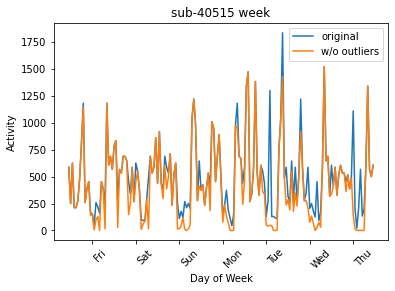 sub-40515 week
original
w/o outliers
1750
1500
1250
1000
750
500
250
0
Activity
Fri
Sat
Sun
Mon
Tue
Wed
Thu
Day of Week